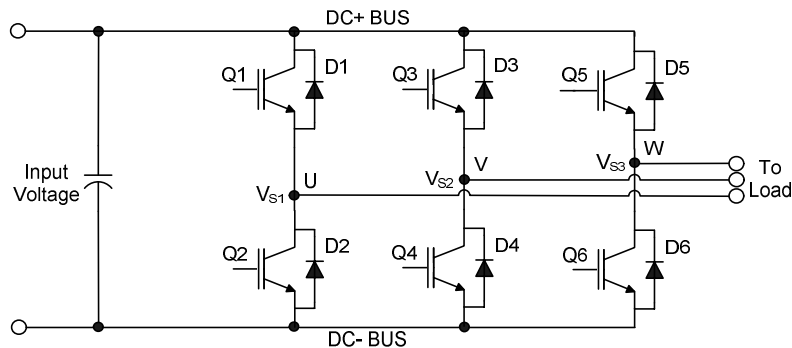 DC+ BUS
Q1
D1
Q3
D3
Q5
D5
Input
Voltage
VS1
U
VS2
V
VS3
W
To
Load
Q2
D2
Q4
D4
Q6
D6
DC- BUS